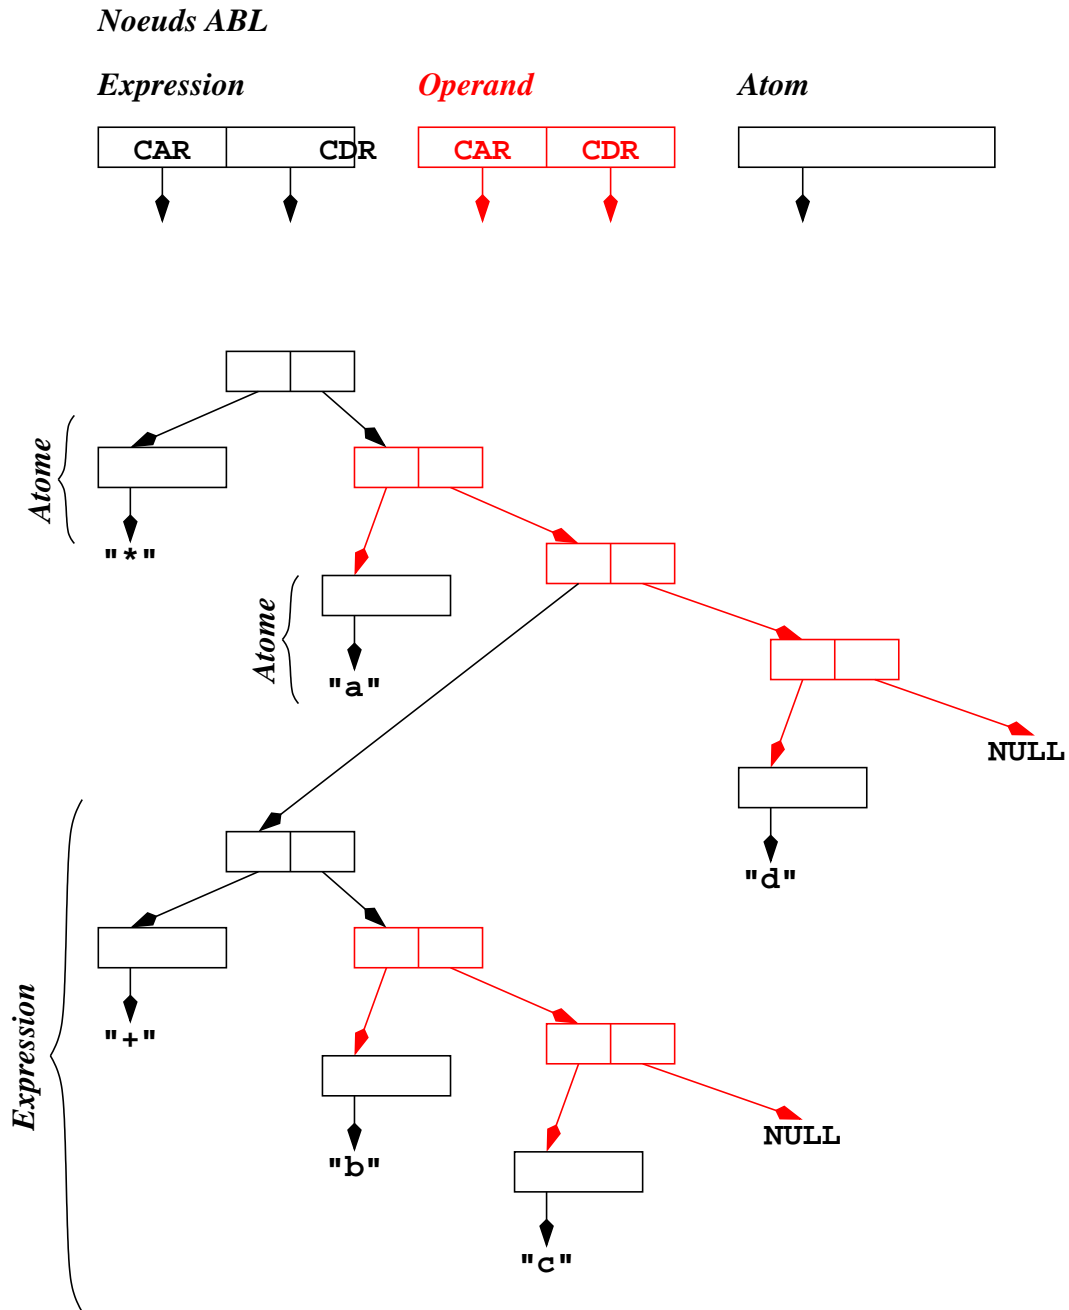 Noeuds ABL
Expression Operand Atom
CAR CDR CAR CDR
Atome
"*"
Atome
"a"
NULL
"d"
Expression
"+"
NULL
"b"
"c"